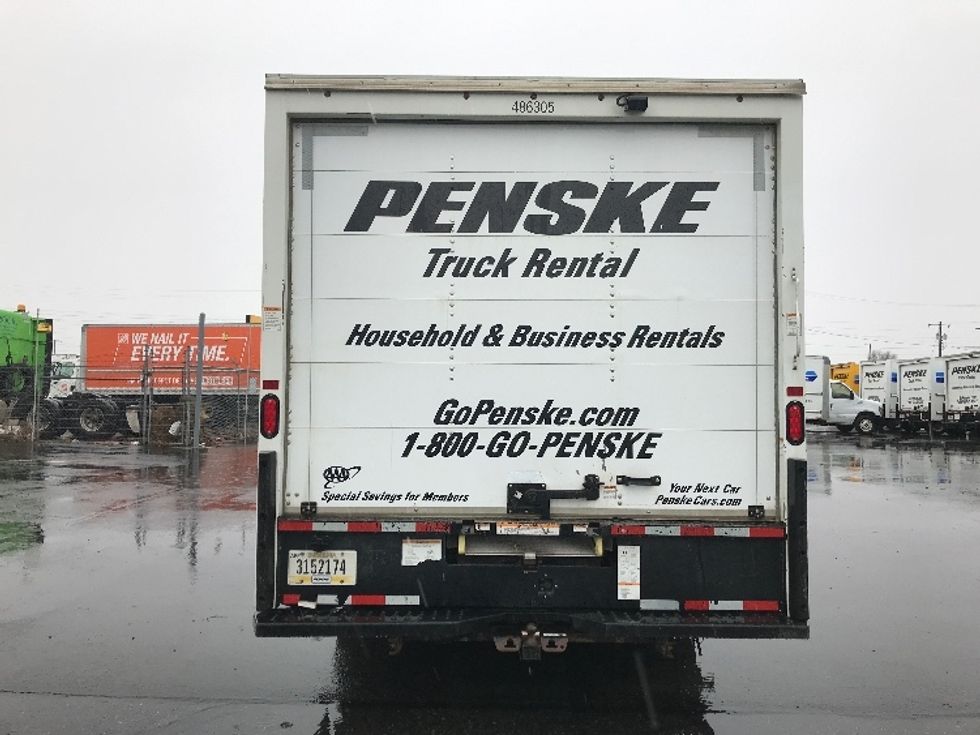 486305
PENSKE
Truck Rental
Household & Business Rentals
GoPenske.com
1-800-GO-PENSKE
AAA
Special Savings for Members
Your Next Car
PenskeCars.com
3152174
WE NAIL IT
EVERY TIME.
PENSKE
PENSKE
PENSKE